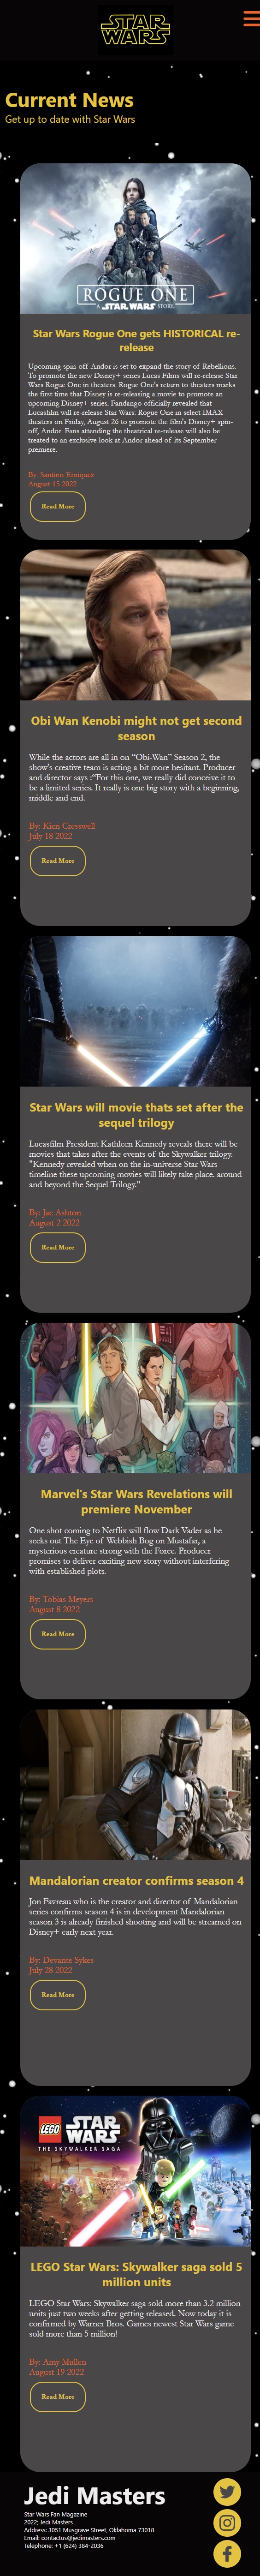 STAR
WARS
Current News
Get up to date with Star Wars
ROGUE ONE
A STAR WARS STORY
Star Wars Rogue One gets HISTORICAL re-
release
Upcoming spin-off Andor is set to expand the story of Rebellions.
To promote the new Disney+ series Lucas Films will re-release Star
Wars Rogue One in theaters. Rogue One's return to theaters marks
the first time that Disney is re-releasing a movie to promote an
upcoming Disney+ series. Fandango officially revealed that
Lucasfilm will re-release Star Wars: Rogue One in select IMAX
theaters on Friday, August 26 to promote the film's Disney+ spin-
off, Andor. Fans attending the theatrical re-release will also be
treated to an exclusive look at Andor ahead of its September
premiere.
By: Santino Enriquez
August 15 2022
Read More
Obi Wan Kenobi might not get second
season
While the actors are all in on “Obi-Wan” Season 2, the
show's creative team is acting a bit more hesitant. Producer
and director says :“For this one, we really did conceive it to
be a limited series. It really is one big story with a beginning,
middle and end.
By: Kien Cresswell
July 18 2022
Read More
Star Wars will movie thats set after the
sequel trilogy
Lucasfilm President Kathleen Kennedy reveals there will be
movies that takes after the events of the Skywalker trilogy.
"Kennedy revealed when on the in-universe Star Wars
timeline these upcoming movies will likely take place. around
and beyond the Sequel Trilogy."
By: Jac Ashton
August 2 2022
Read More
Marvel's Star Wars Revelations will
premiere November
One shot coming to Netflix will flow Dark Vader as he
seeks out The Eye of Webbish Bog on Mustafar, a
mysterious creature strong with the Force. Producer
promises to deliver exciting new story without interfering
with established plots.
By: Tobias Meyers
August 8 2022
Read More
Mandalorian creator confirms season 4
Jon Favreau who is the creator and director of Mandalorian
series confirms season 4 is in development Mandalorian
season 3 is already finished shooting and will be streamed on
Disney+ early next year.
By: Devante Sykes
July 28 2022
Read More
LEGO STAR
WARS
THE SKYWALKER SAGA
LEGO Star Wars: Skywalker saga sold 5
million units
LEGO Star Wars: Skywalker saga sold more than 3.2 million
units just two weeks after getting released. Now today it is
confirmed by Warner Bros. Games newest Star Wars game
sold more than 5 million!
By: Amy Mullen
August 19 2022
Read More
Jedi Masters
Star Wars Fan Magazine
2022; Jedi Masters
Address: 3051 Musgrave Street, Oklahoma 73018
Email: contactus@jedimasters.com
Telephone: +1 (624) 384-2036